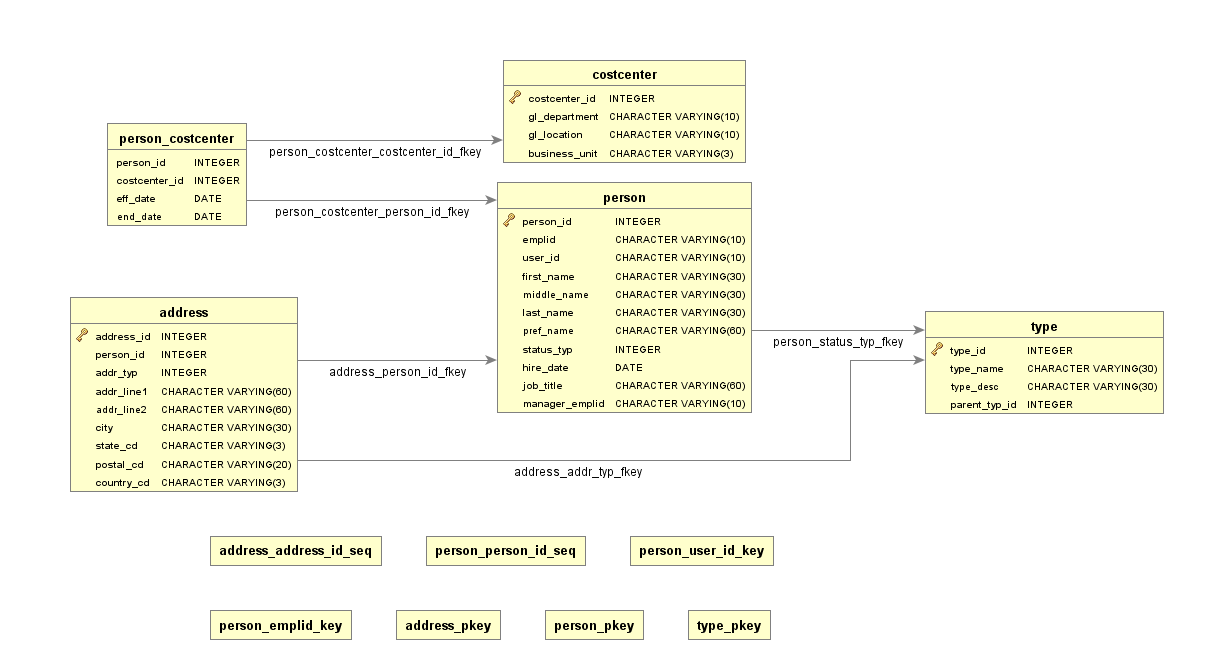 costcenter
costcenter_id INTEGER
gl_department CHARACTER VARYING(10)
gl_location CHARACTER VARYING(10)
business_unit CHARACTER VARYING(3)
person_costcenter
person_id INTEGER
costcenter_id INTEGER
eff_date DATE
end_date DATE
person_costcenter_costcenter_id_fkey
person_costcenter_person_id_fkey
person
person_id INTEGER
emplid CHARACTER VARYING(10)
user_id CHARACTER VARYING(10)
first_name CHARACTER VARYING(30)
middle_name CHARACTER VARYING(30)
last_name CHARACTER VARYING(30)
pref_name CHARACTER VARYING(60)
status_typ INTEGER
hire_date DATE
job_title CHARACTER VARYING(60)
manager_emplid CHARACTER VARYING(10)
address
address_id INTEGER
person_id INTEGER
addr_typ INTEGER
addr_line1 CHARACTER VARYING(60)
addr_line2 CHARACTER VARYING(60)
city CHARACTER VARYING(30)
state_cd CHARACTER VARYING(3)
postal_cd CHARACTER VARYING(20)
country_cd CHARACTER VARYING(3)
address_person_id_fkey
person_status_typ_fkey
type
type_id INTEGER
type_name CHARACTER VARYING(30)
type_desc CHARACTER VARYING(30)
parent_typ_id INTEGER
address_addr_typ_fkey
address_address_id_seq
person_person_id_seq
person_user_id_key
person_emplid_key
address_pkey
person_pkey
type_pkey